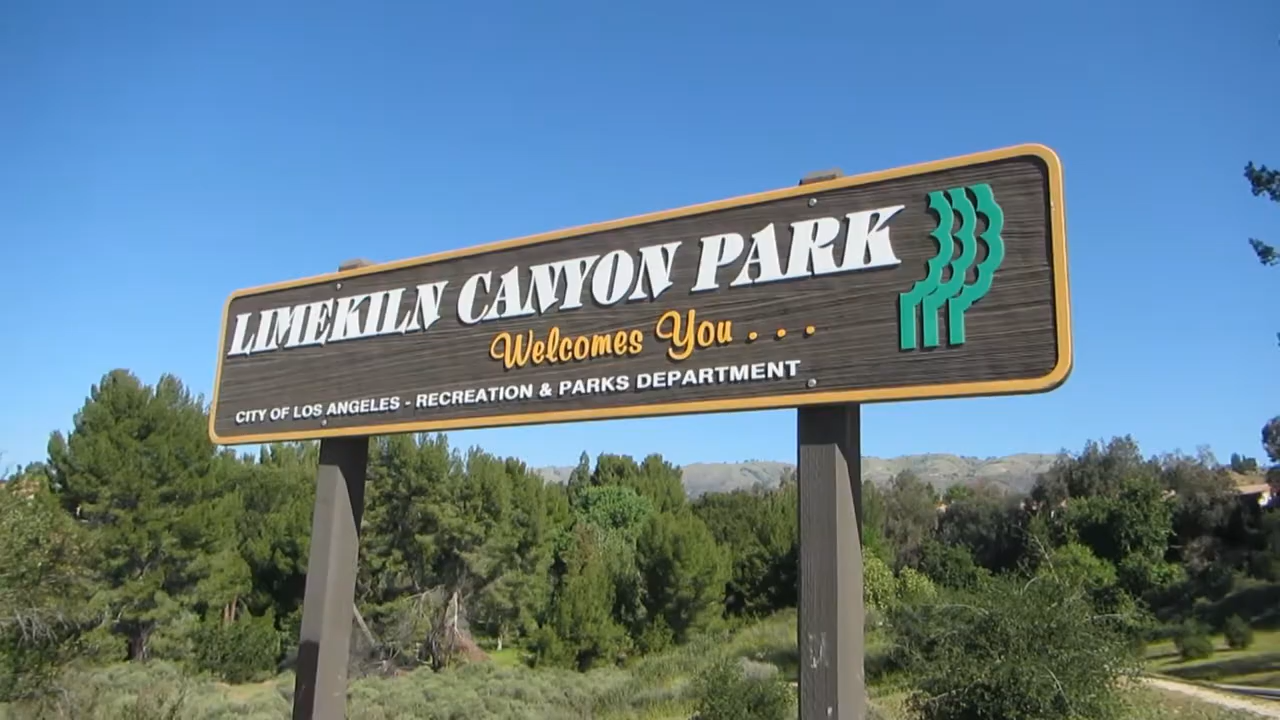 LIMEKILN CANYON PARK
Welcomes You . . .
CITY OF LOS ANGELES - RECREATION & PARKS DEPARTMENT